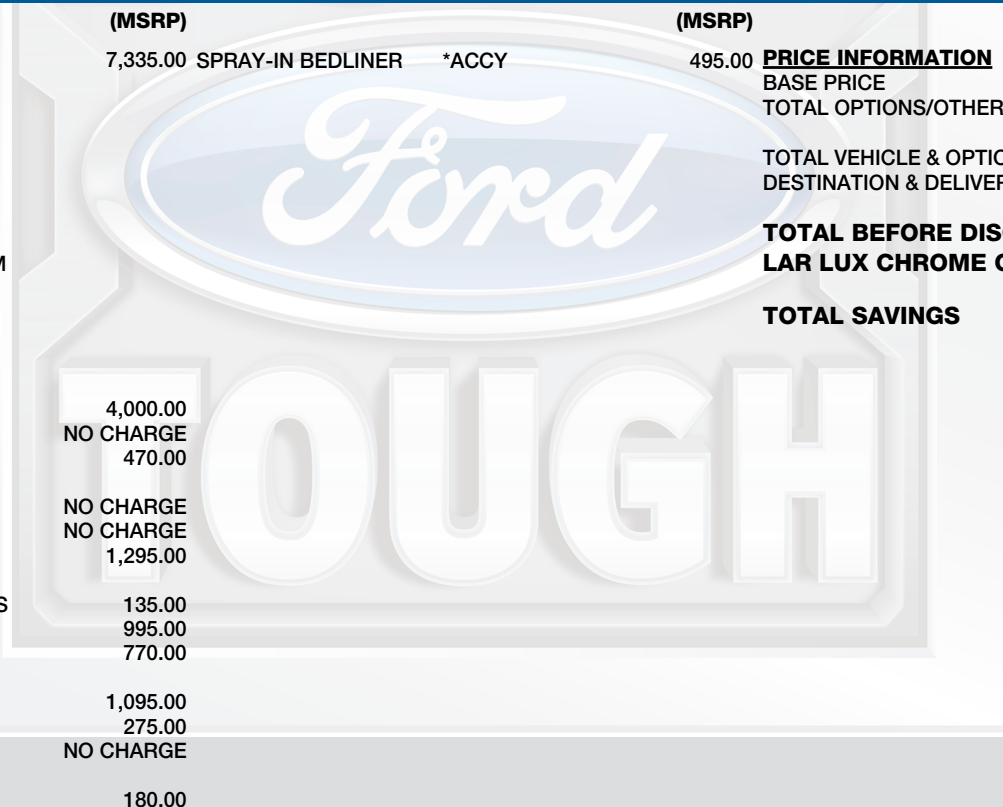 (MSRP) (MSRP)
7,335.00 SPRAY-IN BEDLINER *ACCY 495.00 PRICE INFORMATION
BASE PRICE
TOTAL OPTIONS/OTHER
TOTAL VEHICLE & OPTIO
DESTINATION & DELIVER
TOTAL BEFORE DIS
M LAR LUX CHROME
TOTAL SAVINGS
Ford
TOUGH
4,000.00
NO CHARGE
470.00
NO CHARGE
NO CHARGE
1,295.00
S 135.00
995.00
770.00
1,095.00
275.00
NO CHARGE
180.00